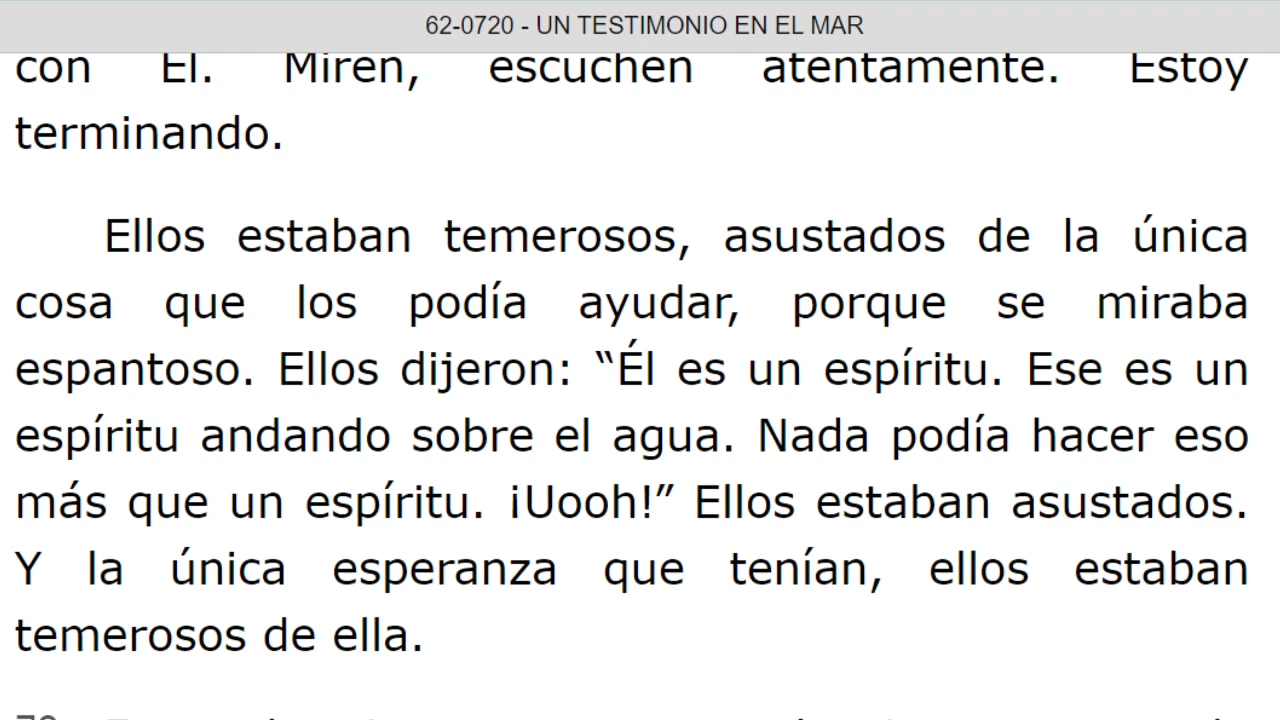 62-0720 - UN TESTIMONIO EN EL MAR
con Él. Miren, escuchen atentamente. Estoy
terminando.
Ellos estaban temerosos, asustados de la única
cosa que los podía ayudar, porque se miraba
espantoso. Ellos dijeron: “Él es un espíritu. Ese es un
espíritu andando sobre el agua. Nada podía hacer eso
más que un espíritu. ¡Uooh!” Ellos estaban asustados.
Y la única esperanza que tenían, ellos estaban
temerosos de ella.